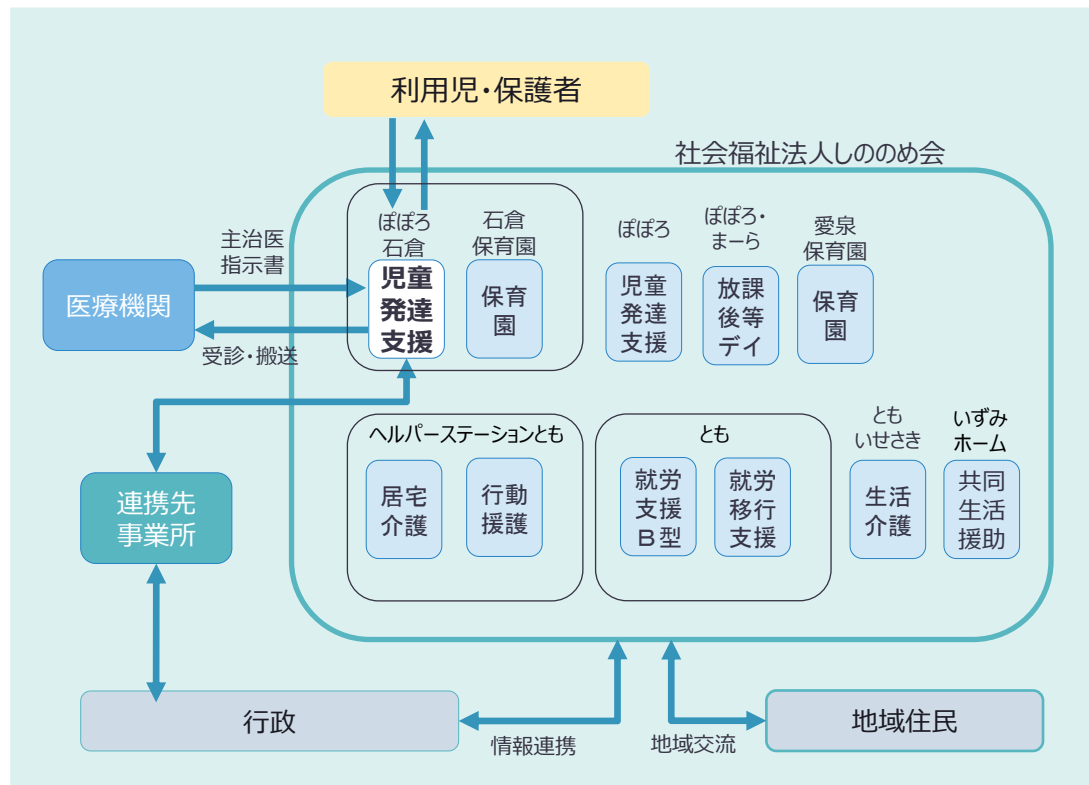 利用児・保護者
社会福祉法人しののめ会
ぽぽろ
石倉
児童
発達
支援
石倉
保育園
保育
園
ぽぽろ
児童
発達
支援
ぽぽろ・
まーら
放課
後等
デイ
愛泉
保育園
保育
園
主治医
指示書
医療機関
受診・搬送
ヘルパーステーションとも
居宅
介護
行動
援護
とも
就労
支援
B型
就労
移行
支援
とも
いせさき
生活
介護
いずみ
ホーム
共同
生活
援助
連携先
事業所
行政
情報連携
地域交流
地域住民